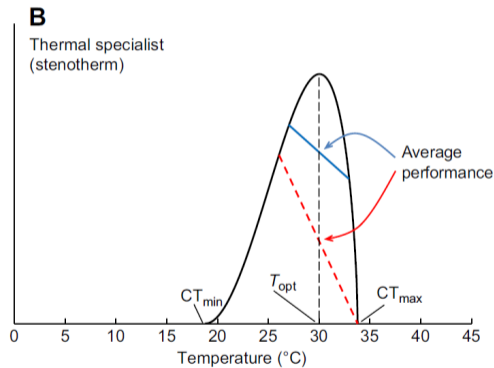 B
Thermal specialist
(stenotherm)
Average
performance
CTmin
Topt
CTmax
0 5 10 15 20 25 30 35 40 45
Temperature (°C)